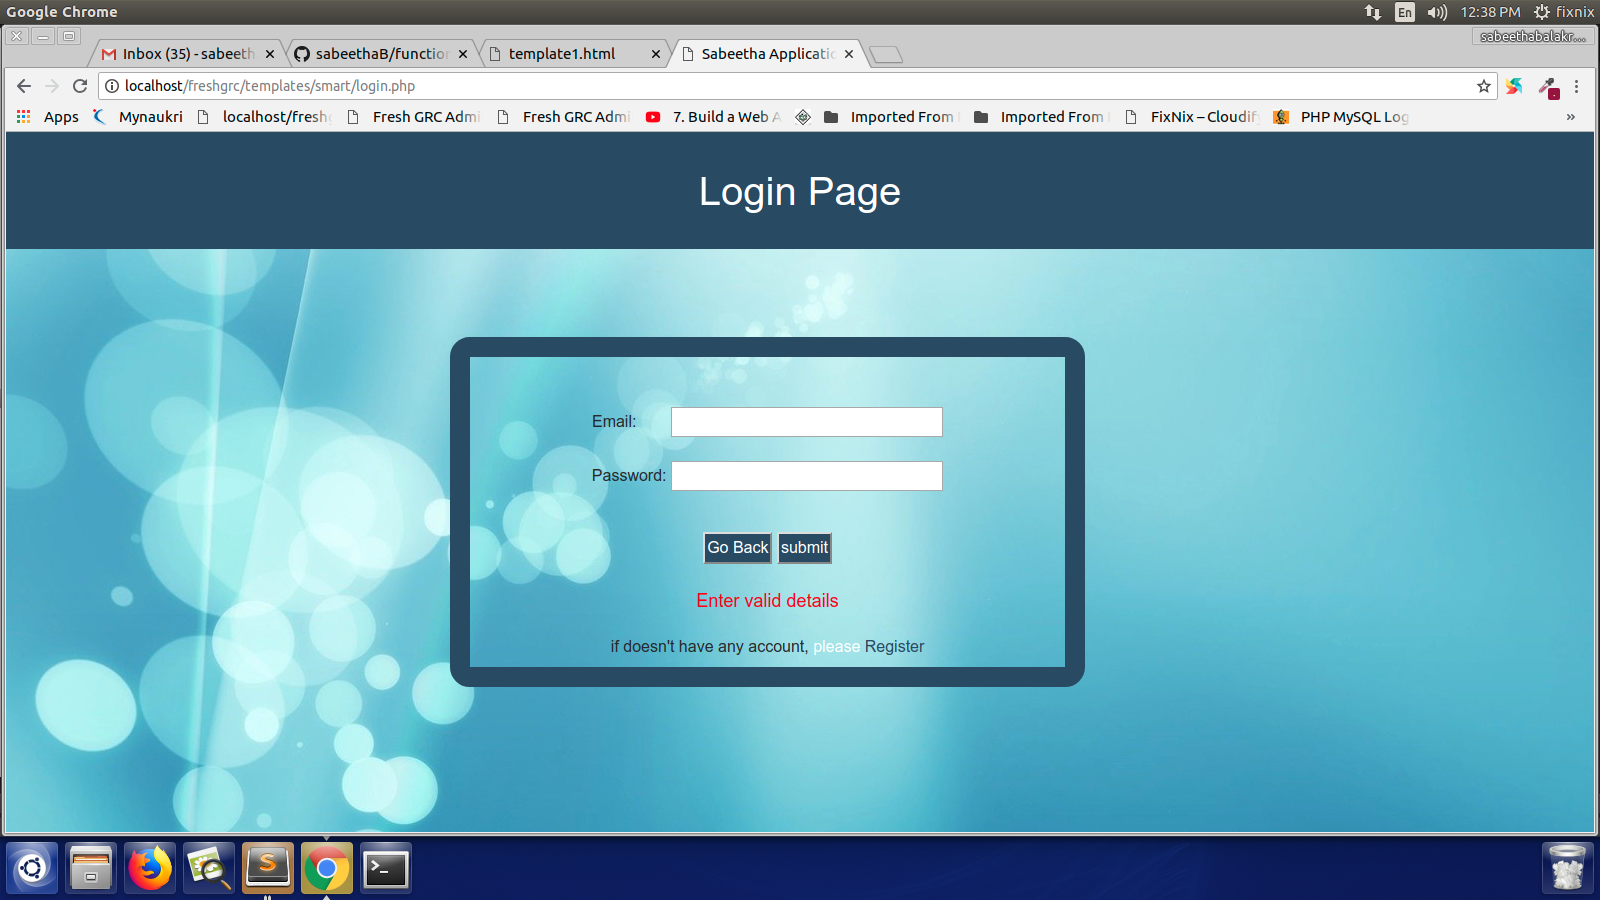 Google Chrome
En
12:38 PM
fixnix
sabeethabalakr...
Inbox (35) - sabeeth
sabeethaB/function
template1.html
Sabeetha Applicati
localhost/freshgrc/templates/smart/login.php
Apps
Mynaukri
localhost/fresh
Fresh GRC Admi
Fresh GRC Admi
7. Build a Web A
Imported From
Imported From
FixNix – Cloudif
PHP MySQL Log
»
Login Page
Email:
Password:
Go Back
submit
Enter valid details
if doesn't have any account, please Register